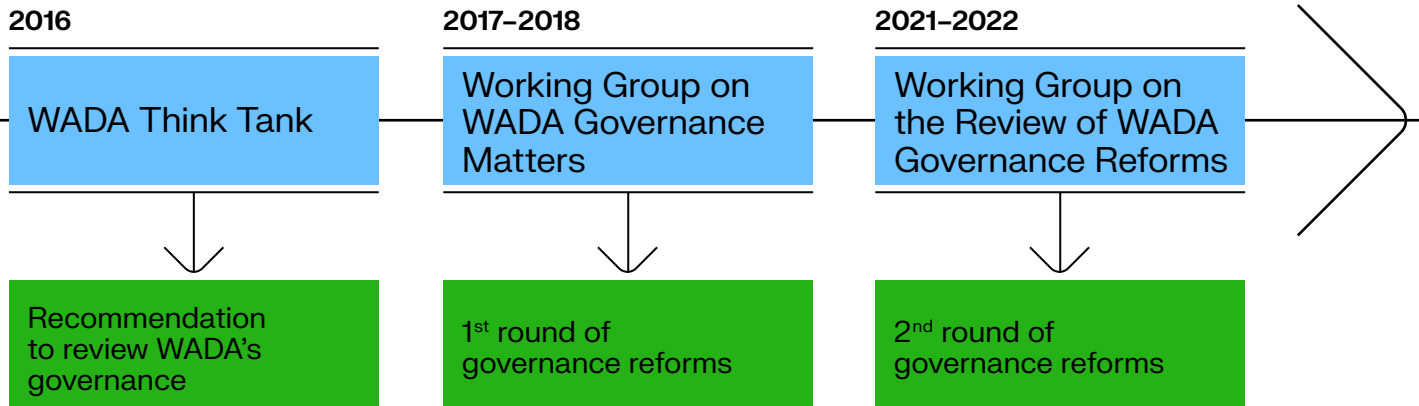 2016
WADA Think Tank
Recommendation
to review WADA’s
governance
2017–2018
Working Group on
WADA Governance
Matters
1st round of
governance reforms
2021–2022
Working Group on
the Review of WADA
Governance Reforms
2nd round of
governance reforms